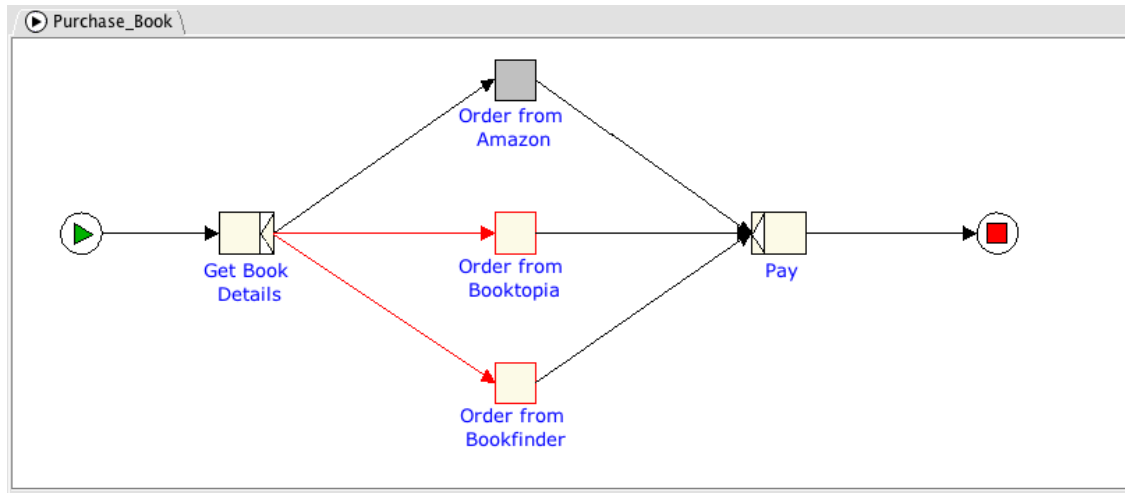 Purchase_Book
Order from
Amazon
Get Book
Details
Order from
Booktopia
Pay
Order from
Bookfinder